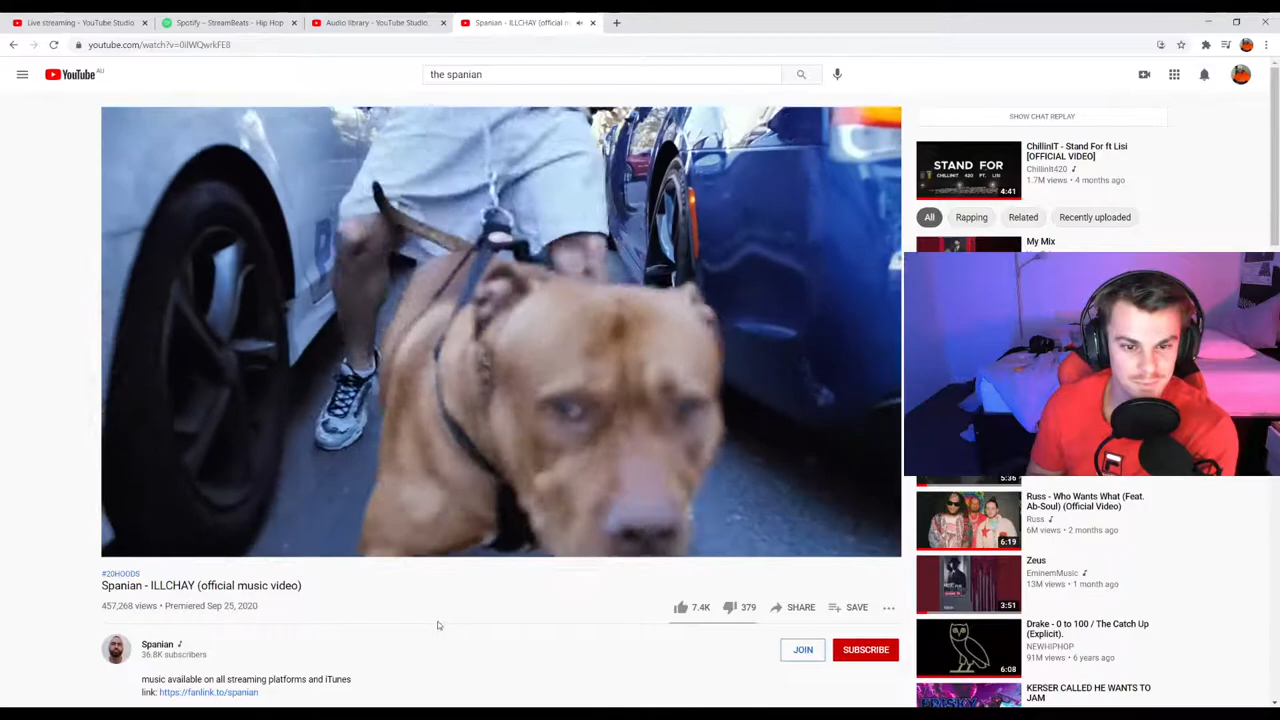 Live streaming - YouTube Studio
Spotify – StreamBeats - Hip Hop
Audio library - YouTube Studio
Spanian - ILLCHAY (official m
youtube.com/watch?v=0ilWQwrkFE8
YouTube AU
the spanian
SHOW CHAT REPLAY
STAND FOR
CHILLINIT 420 FT. LISI
4:41
ChillinIT - Stand For ft Lisi
[OFFICIAL VIDEO]
ChillinIt420
1.7M views • 4 months ago
All
Rapping
Related
Recently uploaded
My Mix
5:36
Russ - Who Wants What (Feat.
Ab-Soul) (Official Video)
Russ
6M views • 2 months ago
6:19
Zeus
EminemMusic
13M views • 1 month ago
3:51
Drake - 0 to 100 / The Catch Up
(Explicit).
NEWHIPHOP
91M views • 6 years ago
6:08
KERSER CALLED HE WANTS TO
JAM
#20HOODS
Spanian - ILLCHAY (official music video)
457,268 views • Premiered Sep 25, 2020
7.4K
379
SHARE
SAVE
Spanian
36.8K subscribers
JOIN
SUBSCRIBE
music available on all streaming platforms and iTunes
link: https://fanlink.to/spanian